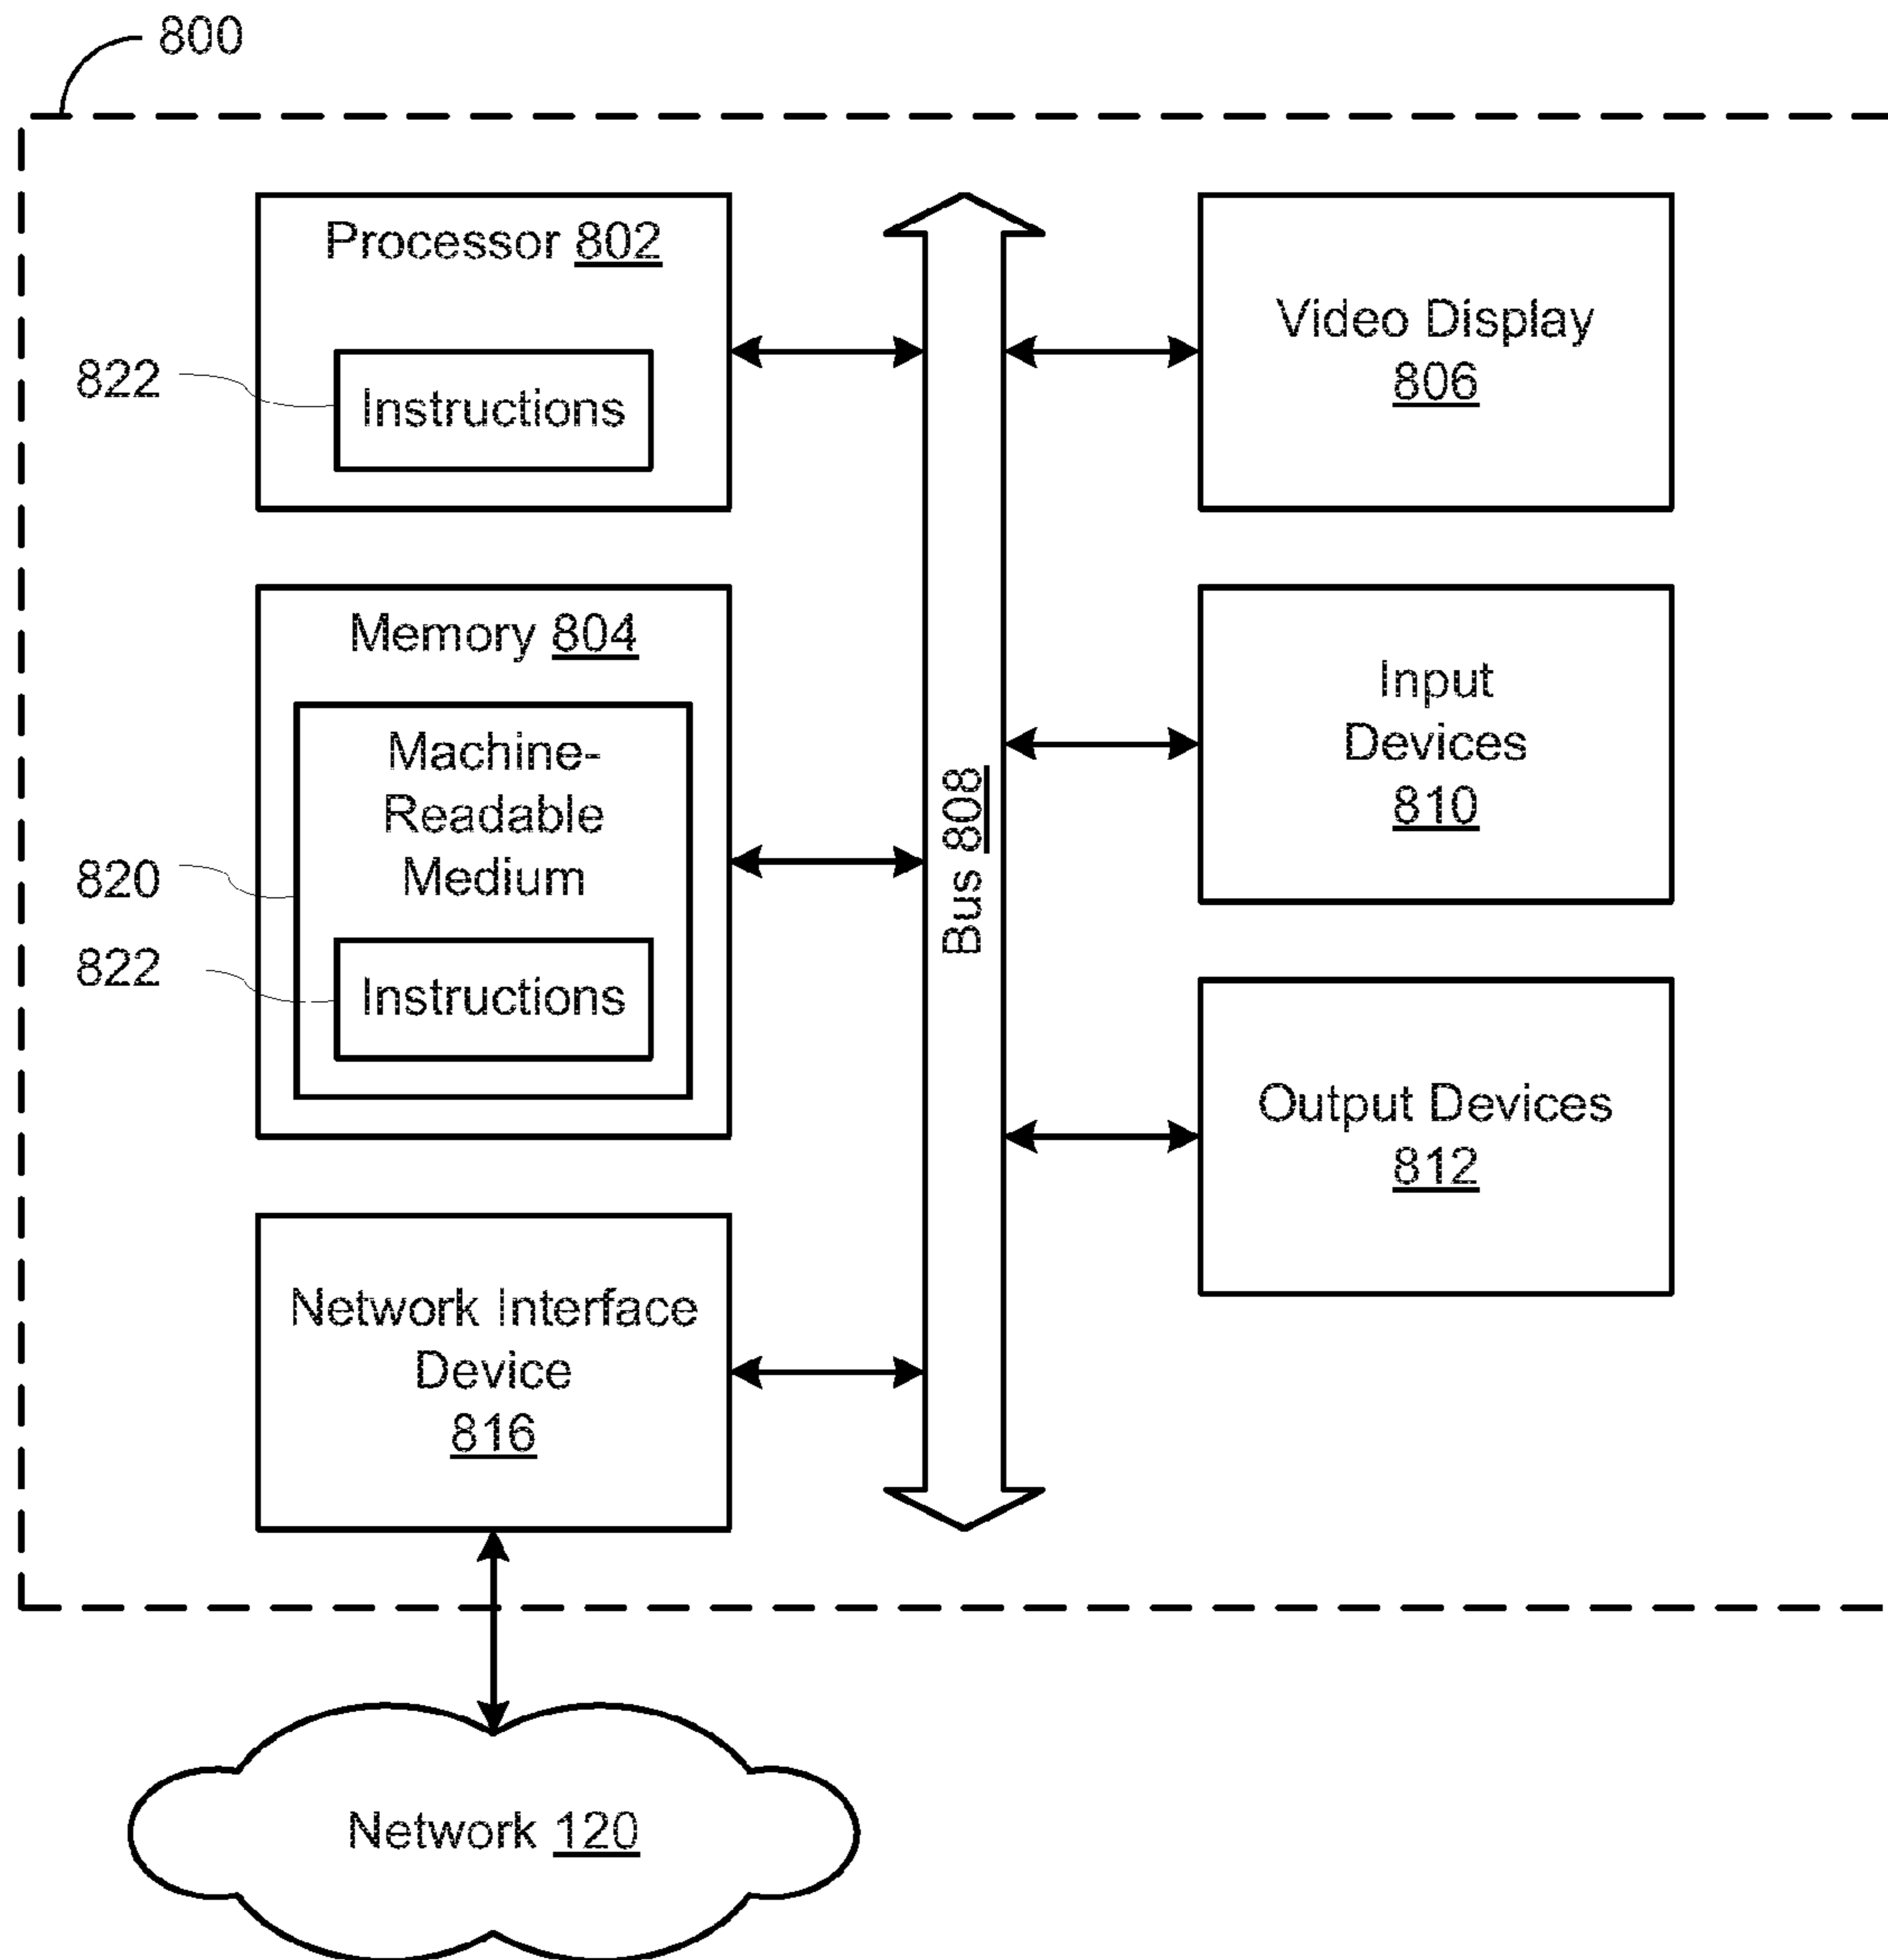 800
Processor 802
822
Instructions
Memory 804
Machine-
Readable
Medium
820
822
Instructions
Network Interface
Device
816
Bus 808
Video Display
806
Input
Devices
810
Output Devices
812
Network 120